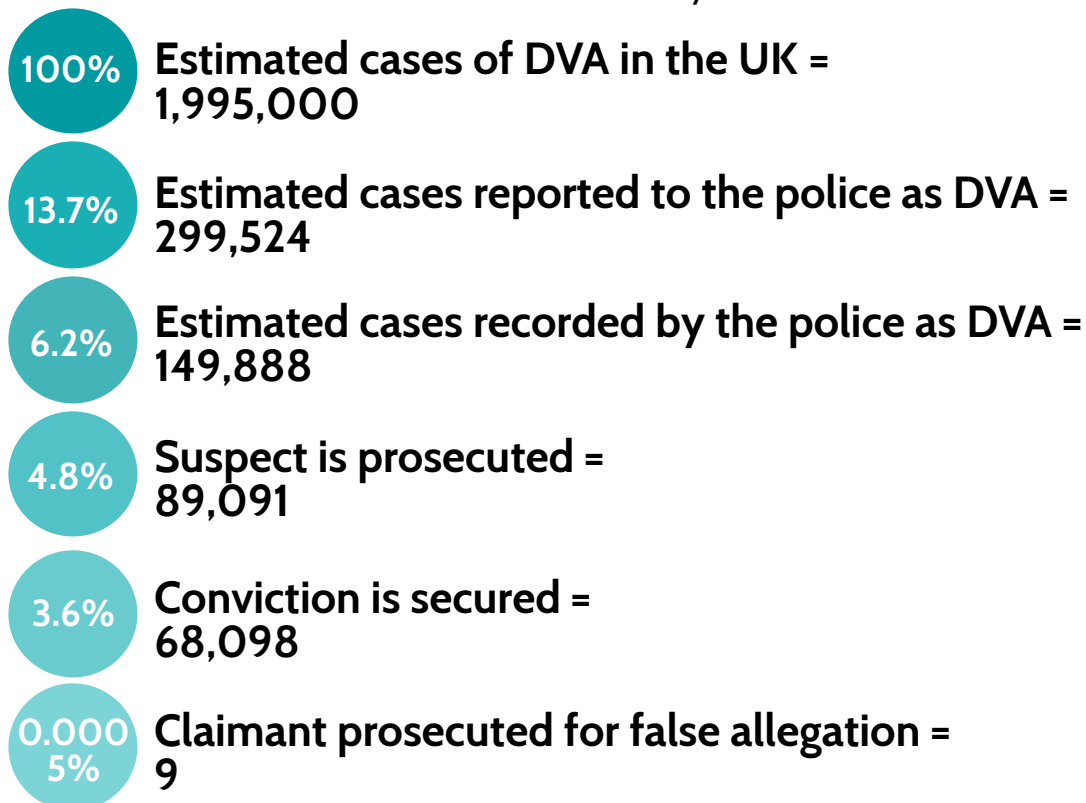 100%
Estimated cases of DVA in the UK =
1,995,000
13.7%
Estimated cases reported to the police as DVA =
299,524
6.2%
Estimated cases recorded by the police as DVA =
149,888
4.8%
Suspect is prosecuted =
89,091
3.6%
Conviction is secured =
68,098
0.000
5%
Claimant prosecuted for false allegation =
9